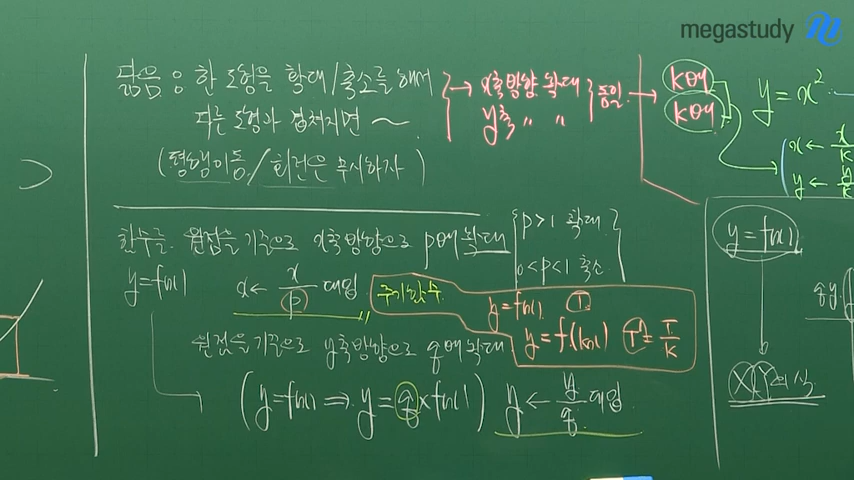 megastudy
닮음 : 한 도형을 확대/축소를 해서
다른 도형과 겹쳐지면 ~
(평행이동/회전은 무시하자)
→ x축방향 확대
y축 〃 〃
동일 →
k배
k배
y=x²
x ← x/k
y ← y/k
함수를 원점을 기준으로 x축방향으로 p배 확대
p>1 확대
0<p<1 축소
y=f(x)
x ← x/p 대입
주기함수
y=f(x) T
y=f(kx) T'=T/k
원점을 기준으로 y축방향으로 q배 확대
(y=f(x) ⇒ y=q×f(x)) y ← y/q 대입
y=f(x)
X, Y의 식